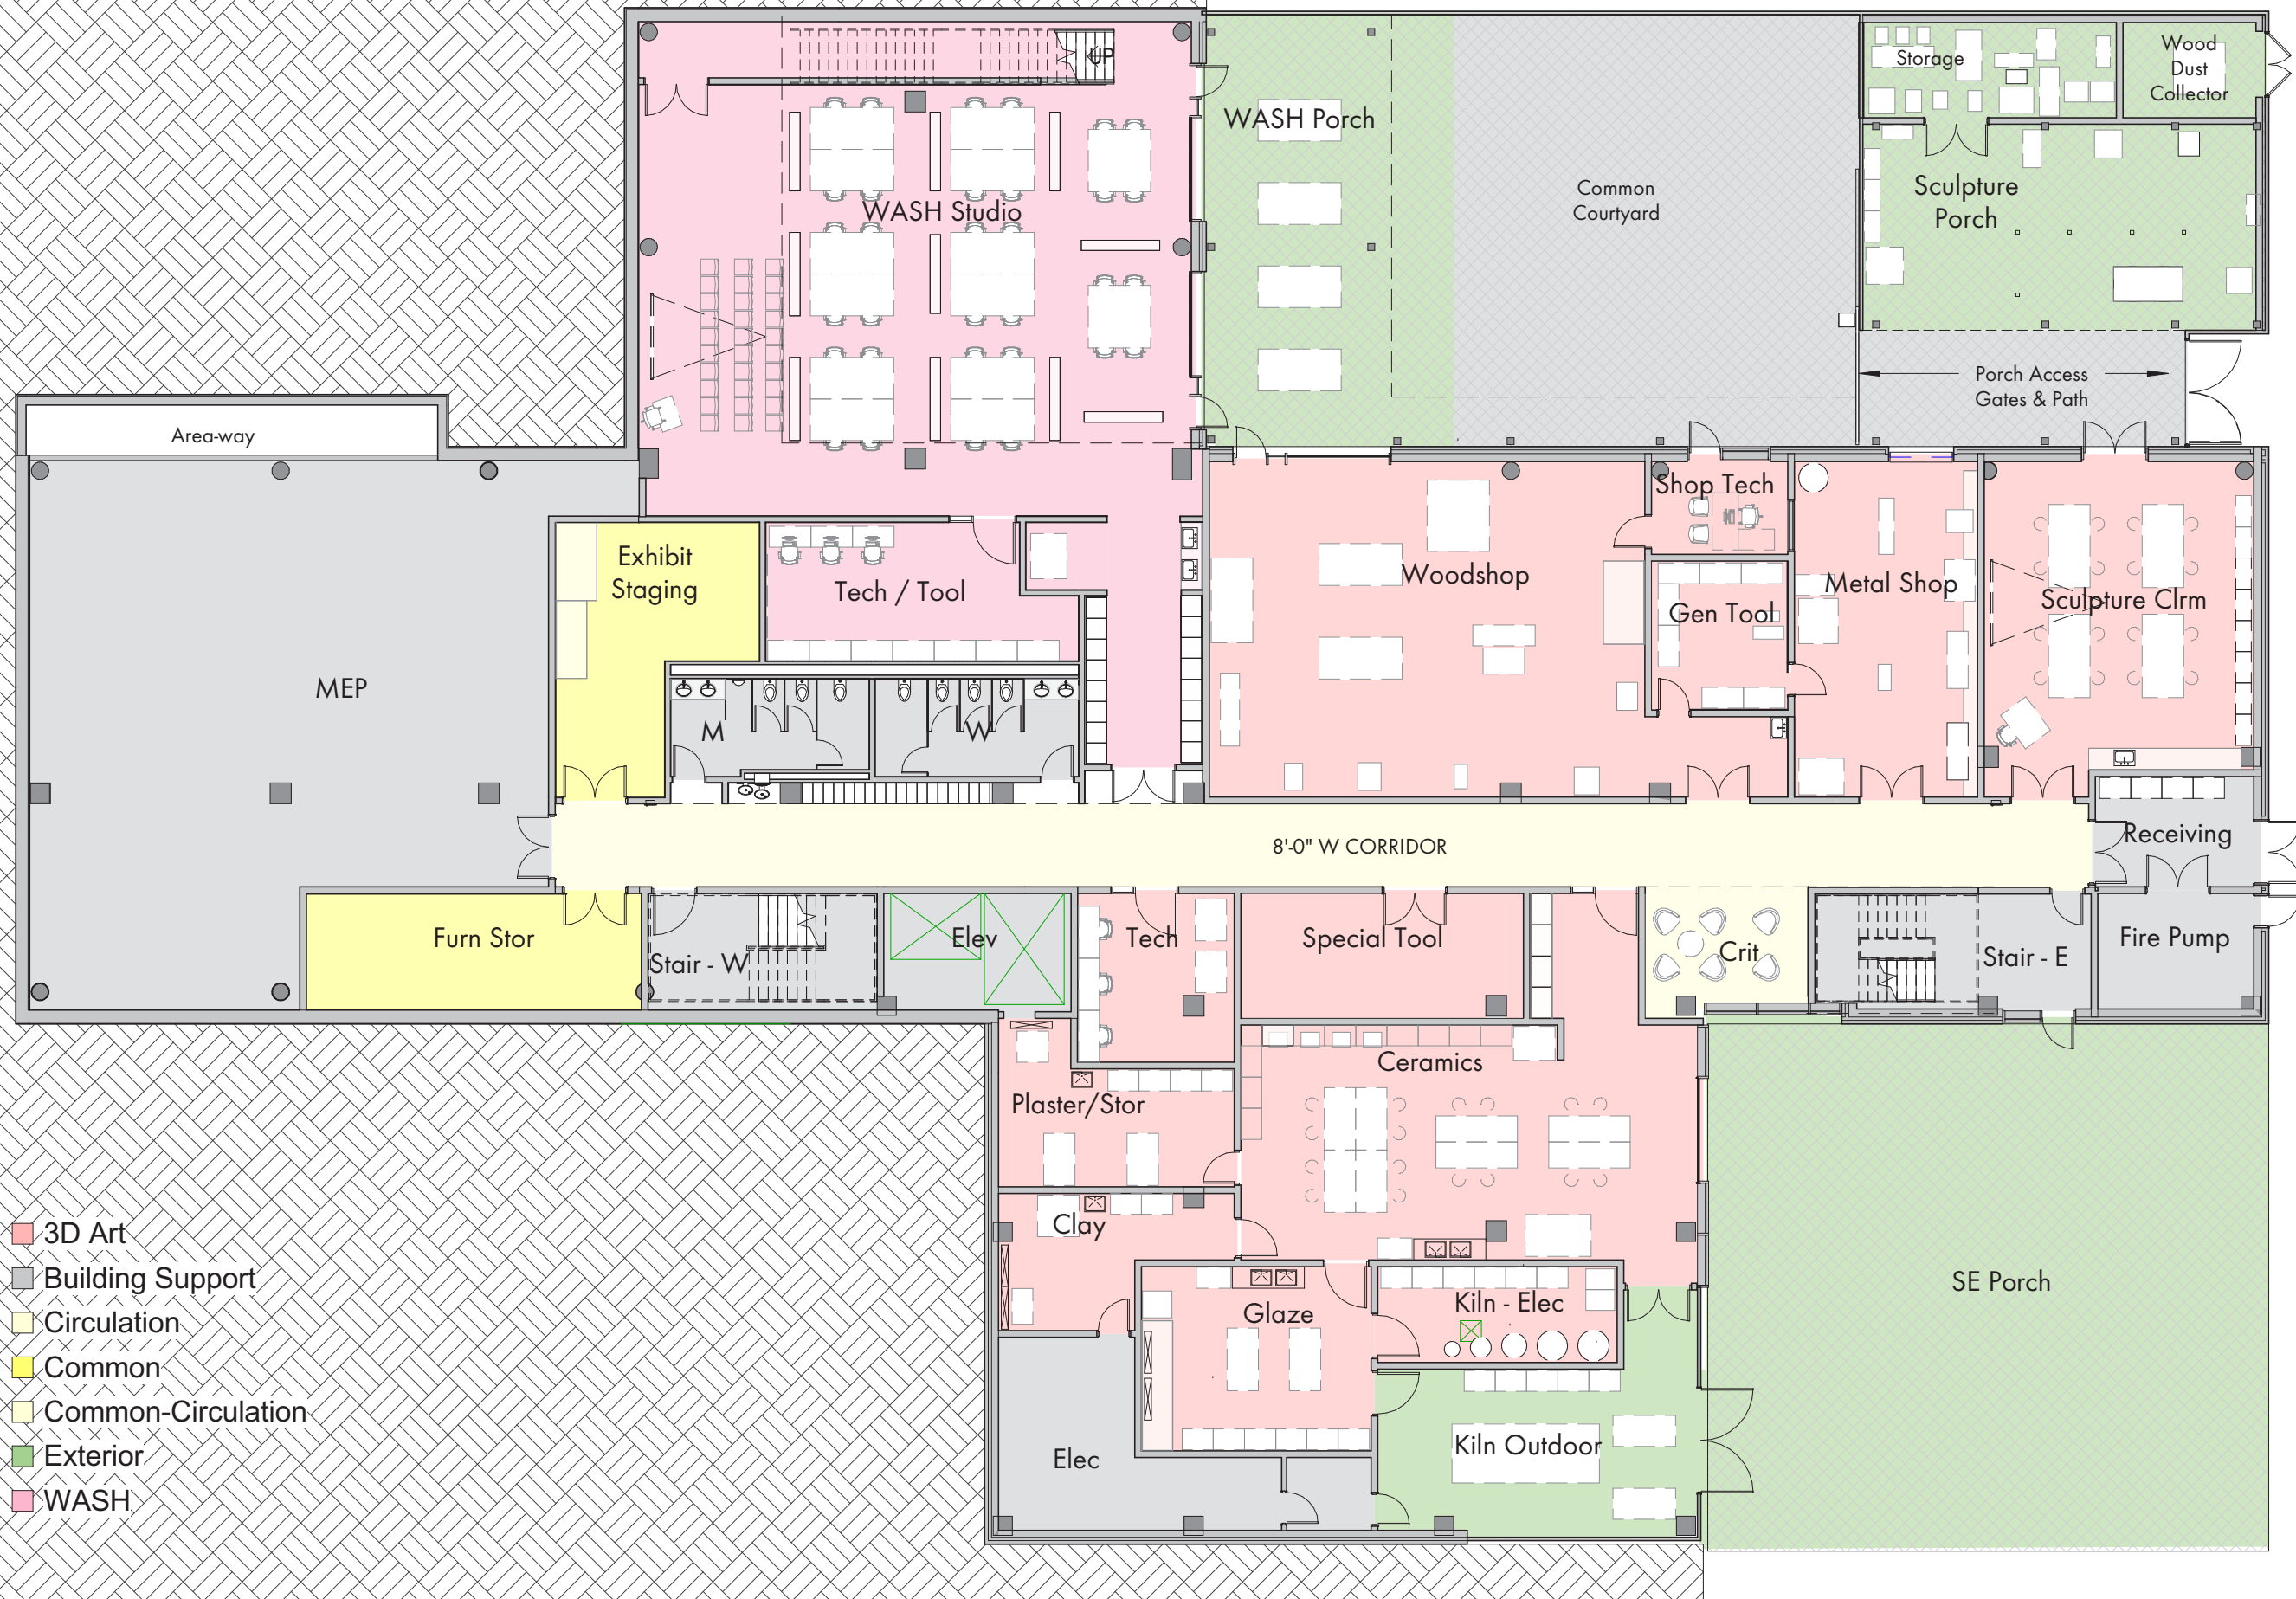 UP
Storage
Wood
Dust
Collector
WASH Porch
Common
Courtyard
Sculpture
Porch
WASH Studio
Porch Access
Gates & Path
Area-way
Shop Tech
Exhibit
Staging
Tech / Tool
Woodshop
Gen Tool
Metal Shop
Sculpture Clrm
MEP
M
W
8'-0" W CORRIDOR
Receiving
Furn Stor
Stair - W
Elev
Tech
Special Tool
Crit
Stair - E
Fire Pump
Ceramics
Plaster/Stor
Clay
Glaze
Kiln - Elec
SE Porch
Elec
Kiln Outdoor
3D Art
Building Support
Circulation
Common
Common-Circulation
Exterior
WASH